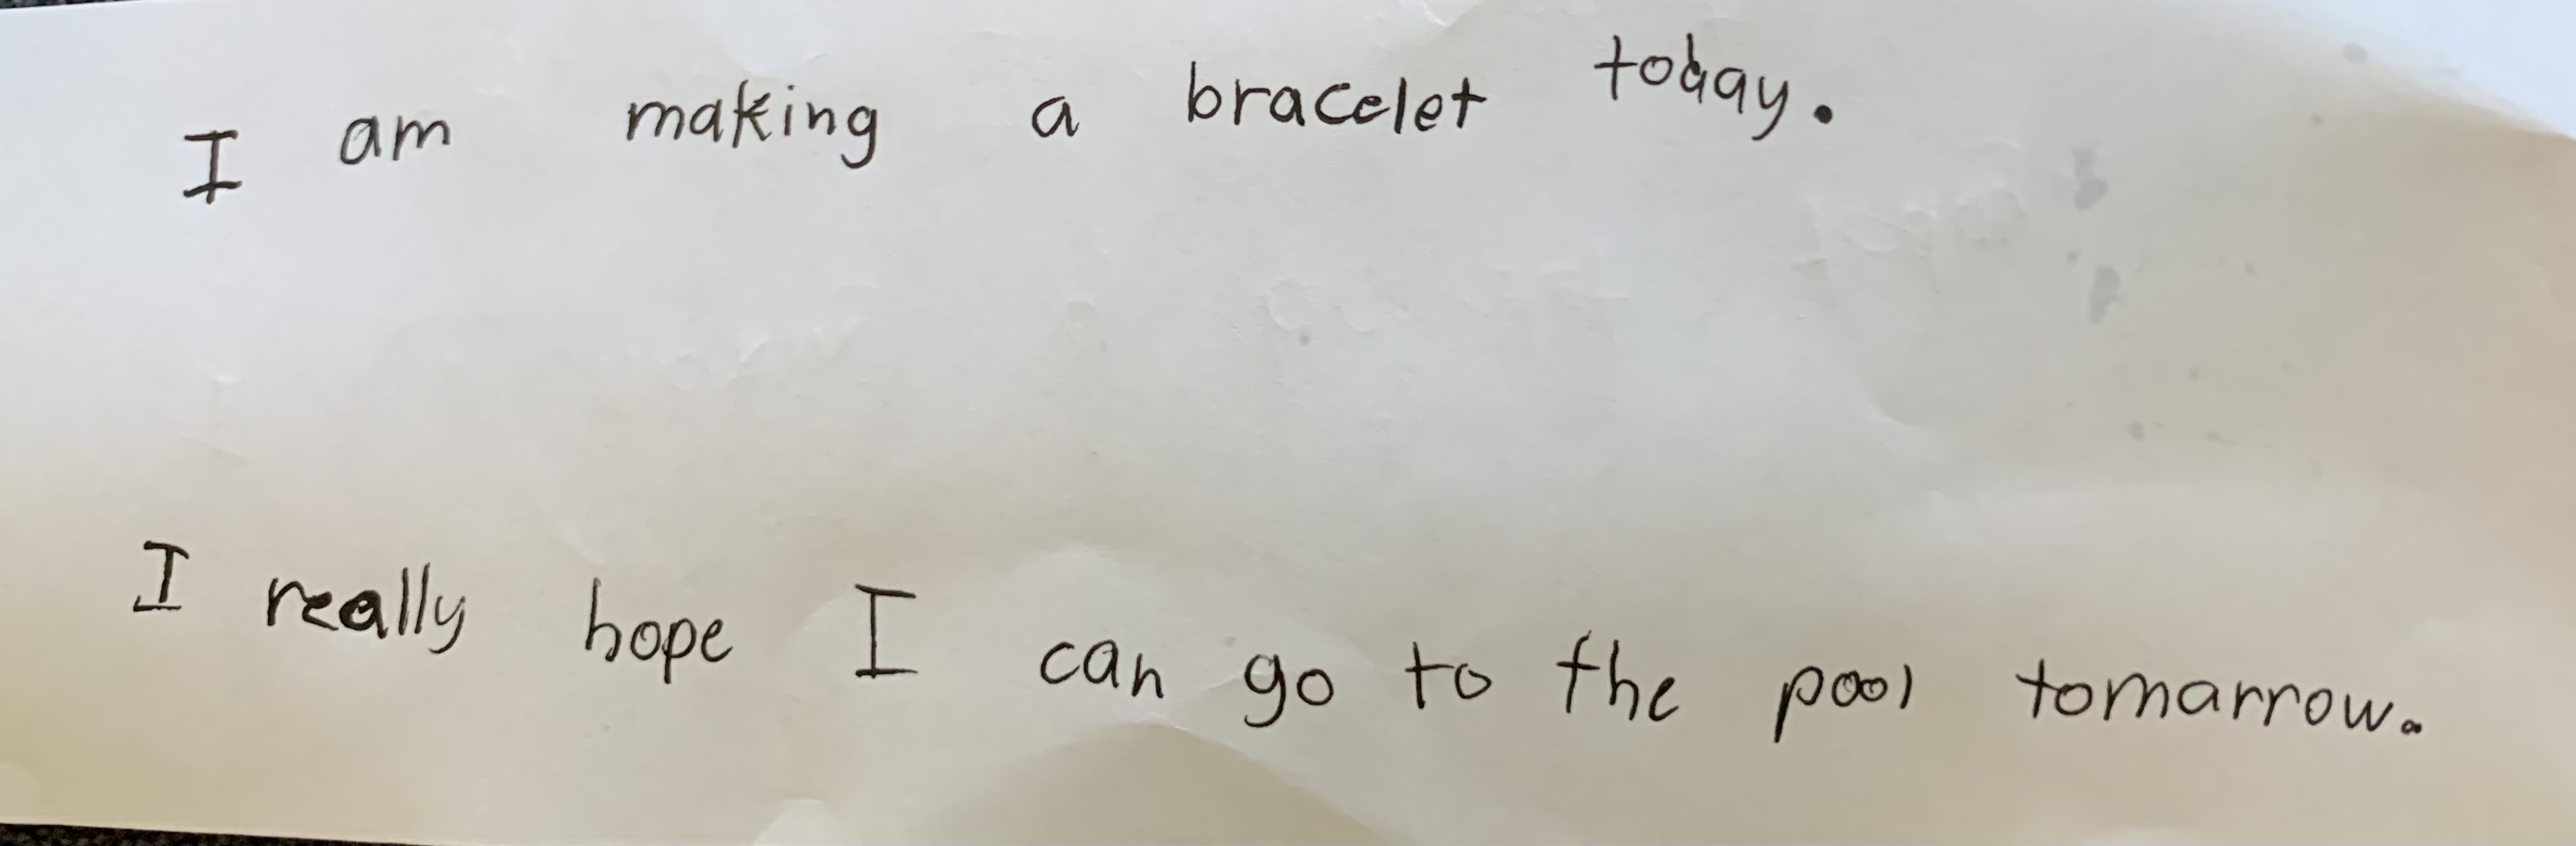 I am making a bracelet today.
I really hope I can go to the pool tomarrow.